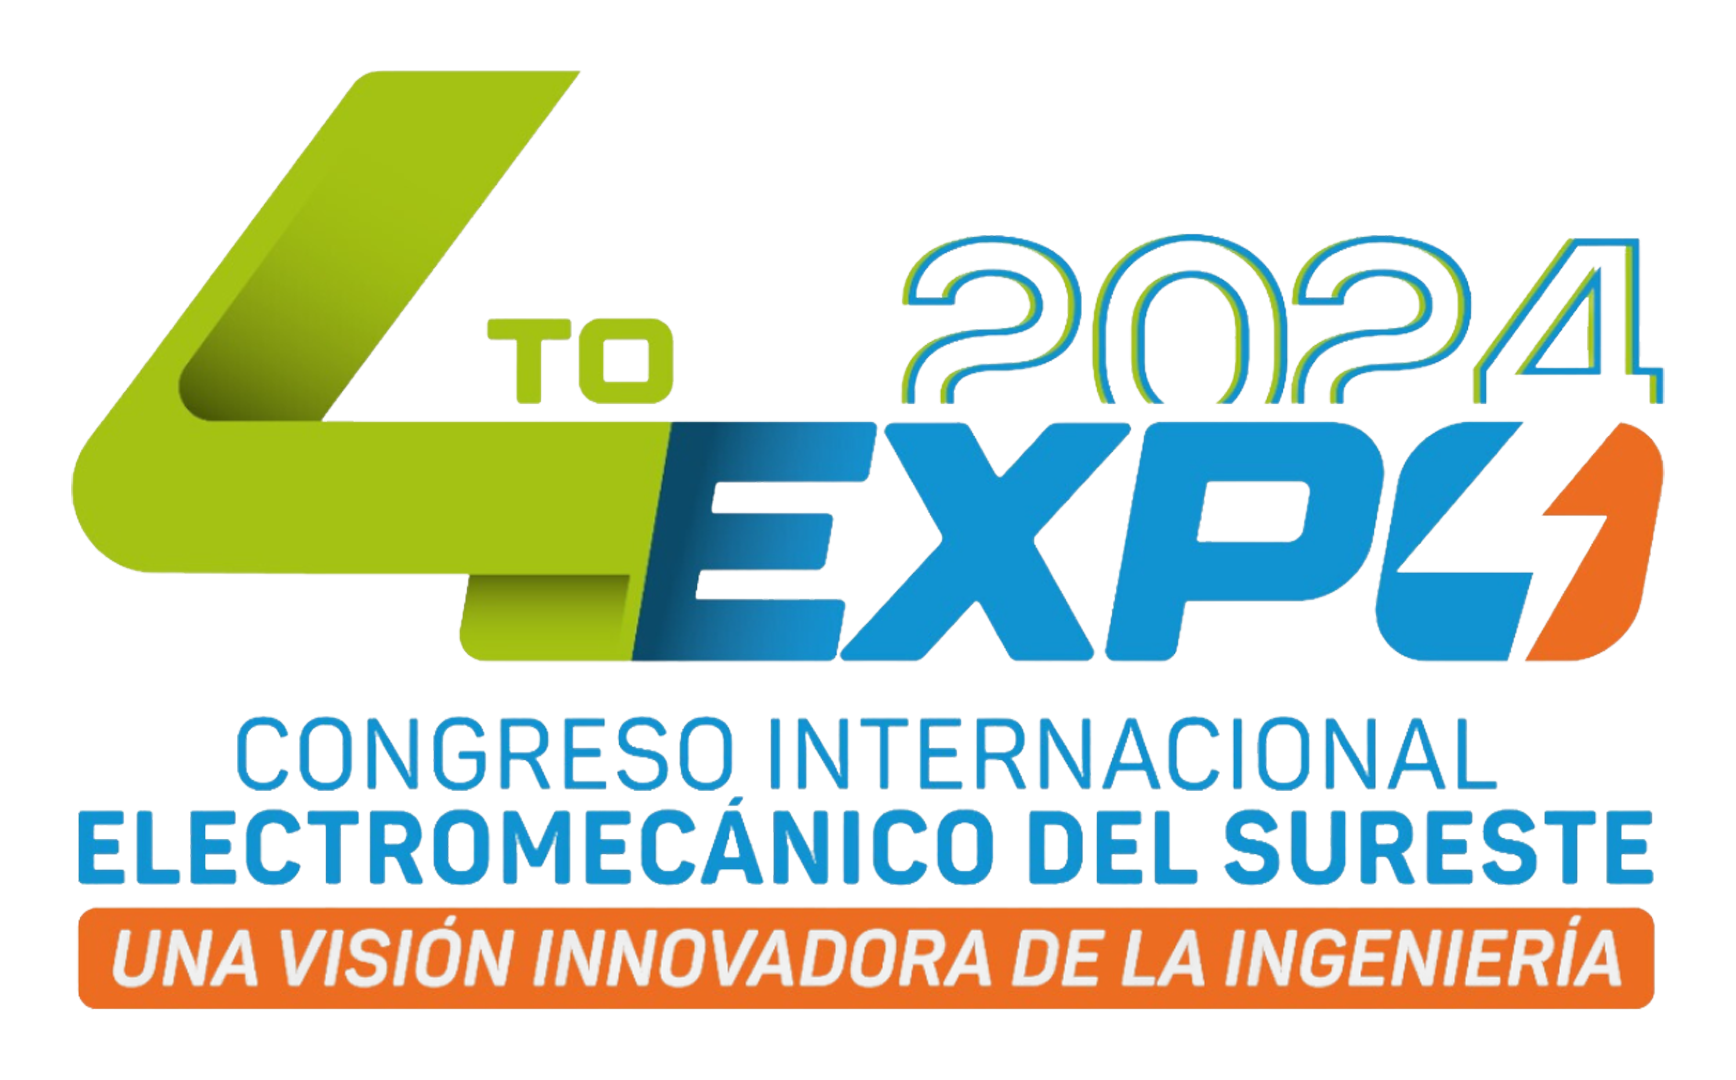 4TO 2024
EXPO
CONGRESO INTERNACIONAL
ELECTROMECÁNICO DEL SURESTE
UNA VISIÓN INNOVADORA DE LA INGENIERÍA